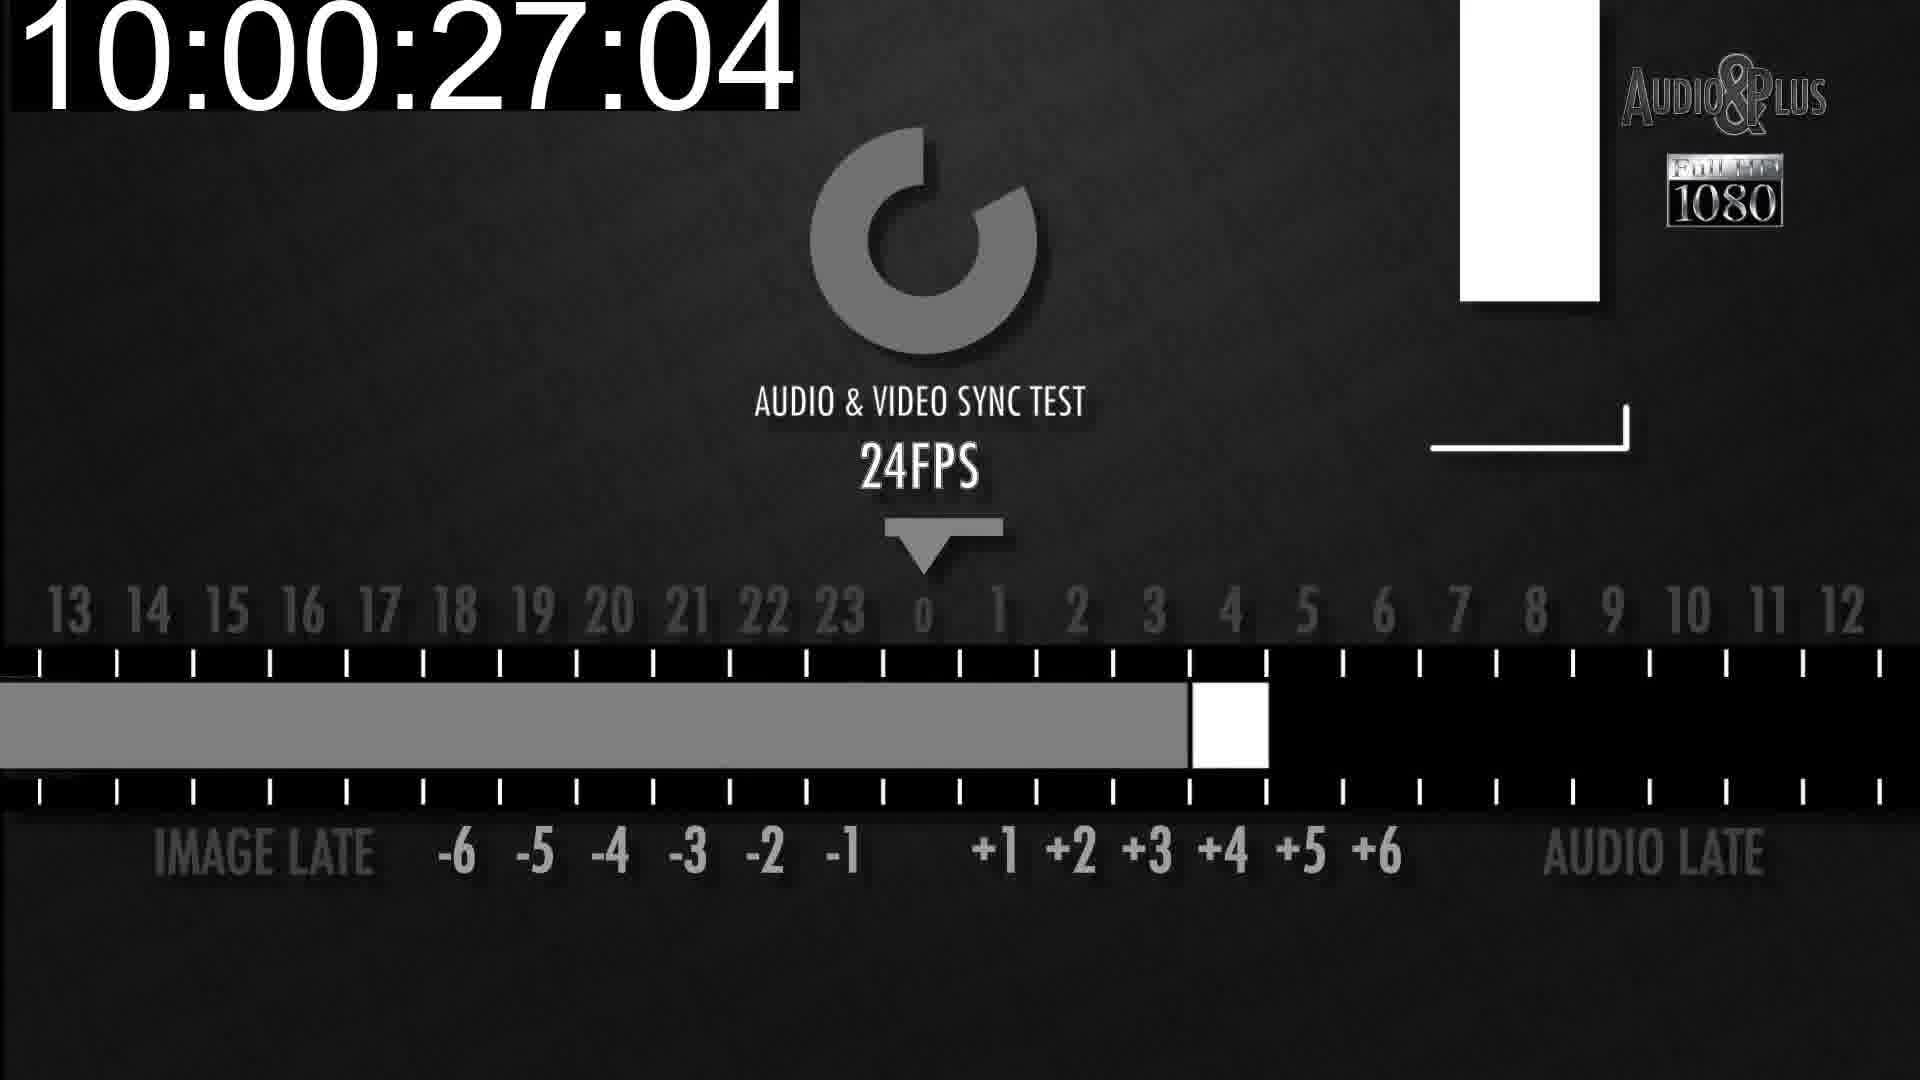 10:00:27:04
AUDIO & PLUS
Full HD
1080
AUDIO & VIDEO SYNC TEST
24FPS
13 14 15 16 17 18 19 20 21 22 23 0 1 2 3 4 5 6 7 8 9 10 11 12
IMAGE LATE -6 -5 -4 -3 -2 -1 +1 +2 +3 +4 +5 +6 AUDIO LATE